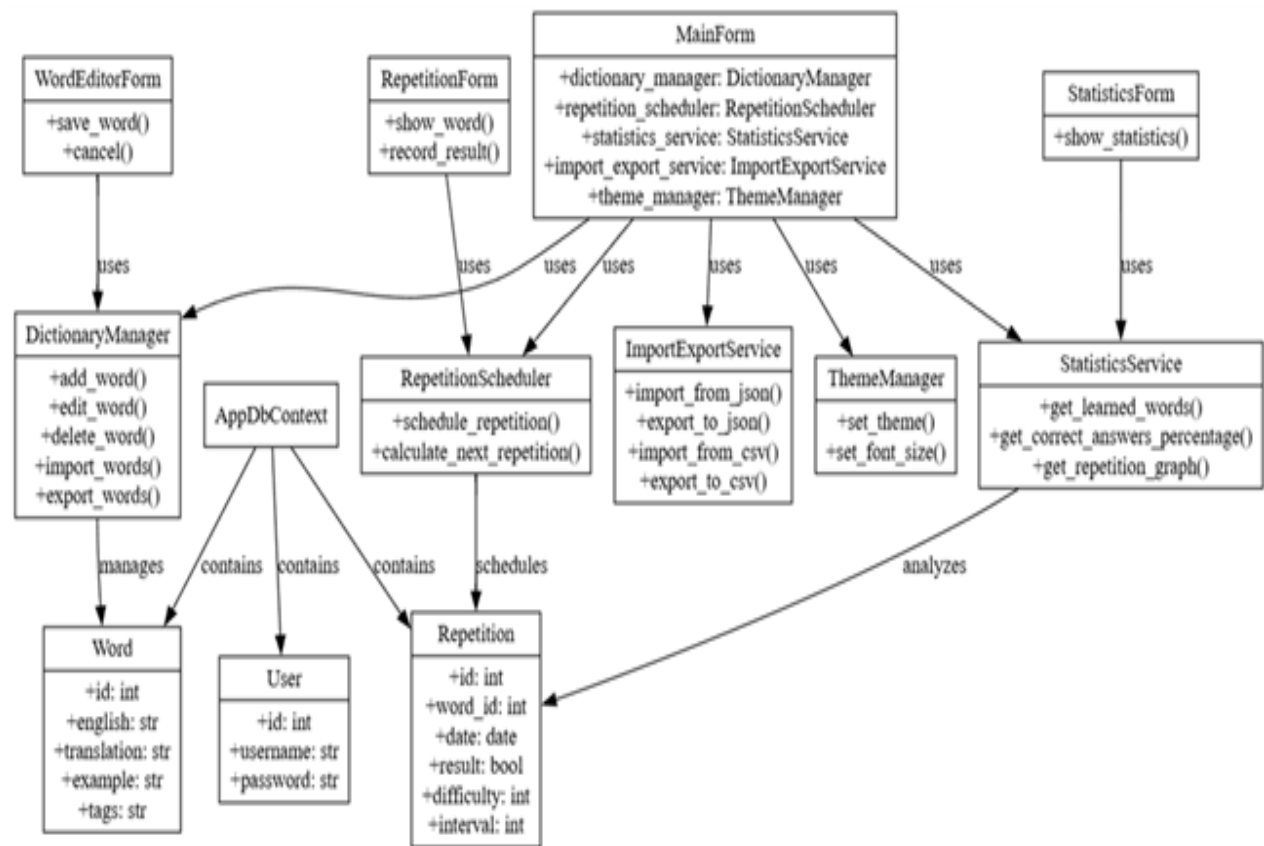 MainForm
+dictionary_manager: DictionaryManager
+repetition_scheduler: RepetitionScheduler
+statistics_service: StatisticsService
+import_export_service: ImportExportService
+theme_manager: ThemeManager
WordEditorForm
+save_word()
+cancel()
RepetitionForm
+show_word()
+record_result()
StatisticsForm
+show_statistics()
uses
uses
uses
uses
uses
uses
uses
uses
DictionaryManager
+add_word()
+edit_word()
+delete_word()
+import_words()
+export_words()
AppDbContext
RepetitionScheduler
+schedule_repetition()
+calculate_next_repetition()
ImportExportService
+import_from_json()
+export_to_json()
+import_from_csv()
+export_to_csv()
ThemeManager
+set_theme()
+set_font_size()
StatisticsService
+get_learned_words()
+get_correct_answers_percentage()
+get_repetition_graph()
manages
contains
contains
contains
schedules
analyzes
Word
+id: int
+english: str
+translation: str
+example: str
+tags: str
User
+id: int
+username: str
+password: str
Repetition
+id: int
+word_id: int
+date: date
+result: bool
+difficulty: int
+interval: int